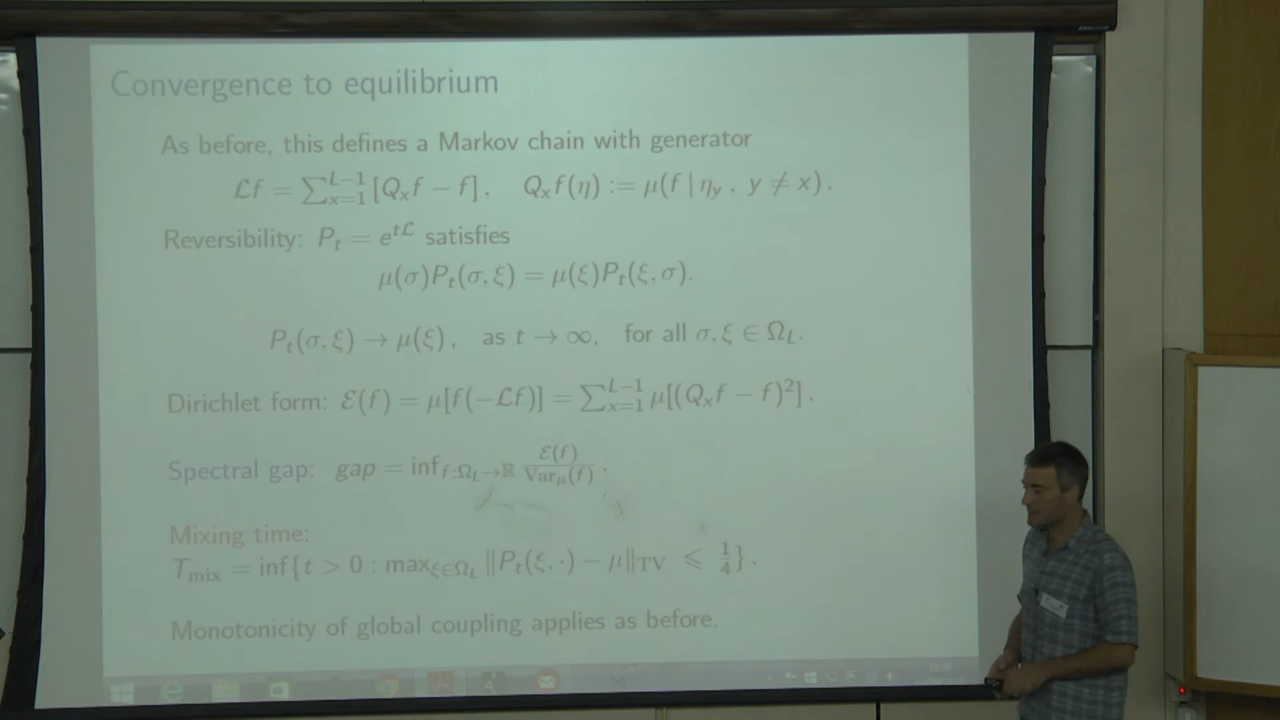 Convergence to equilibrium
As before, this defines a Markov chain with generator
ℒf = ∑_{x=1}^{L−1} [Q_x f − f],   Q_x f(η) := μ(f | η_y , y ≠ x).
Reversibility: P_t = e^{tℒ} satisfies
μ(σ)P_t(σ, ξ) = μ(ξ)P_t(ξ, σ).
P_t(σ, ξ) → μ(ξ),   as t → ∞,   for all σ, ξ ∈ Ω_L.
Dirichlet form: ℰ(f) = μ[f(−ℒf)] = ∑_{x=1}^{L−1} μ[(Q_x f − f)²].
Spectral gap: gap = inf_{f:Ω_L→ℝ} ℰ(f)/Var_μ(f).
Mixing time:
T_mix = inf{t > 0 : max_{ξ∈Ω_L} ‖P_t(ξ, ·) − μ‖_TV ⩽ 1/4}.
Monotonicity of global coupling applies as before.